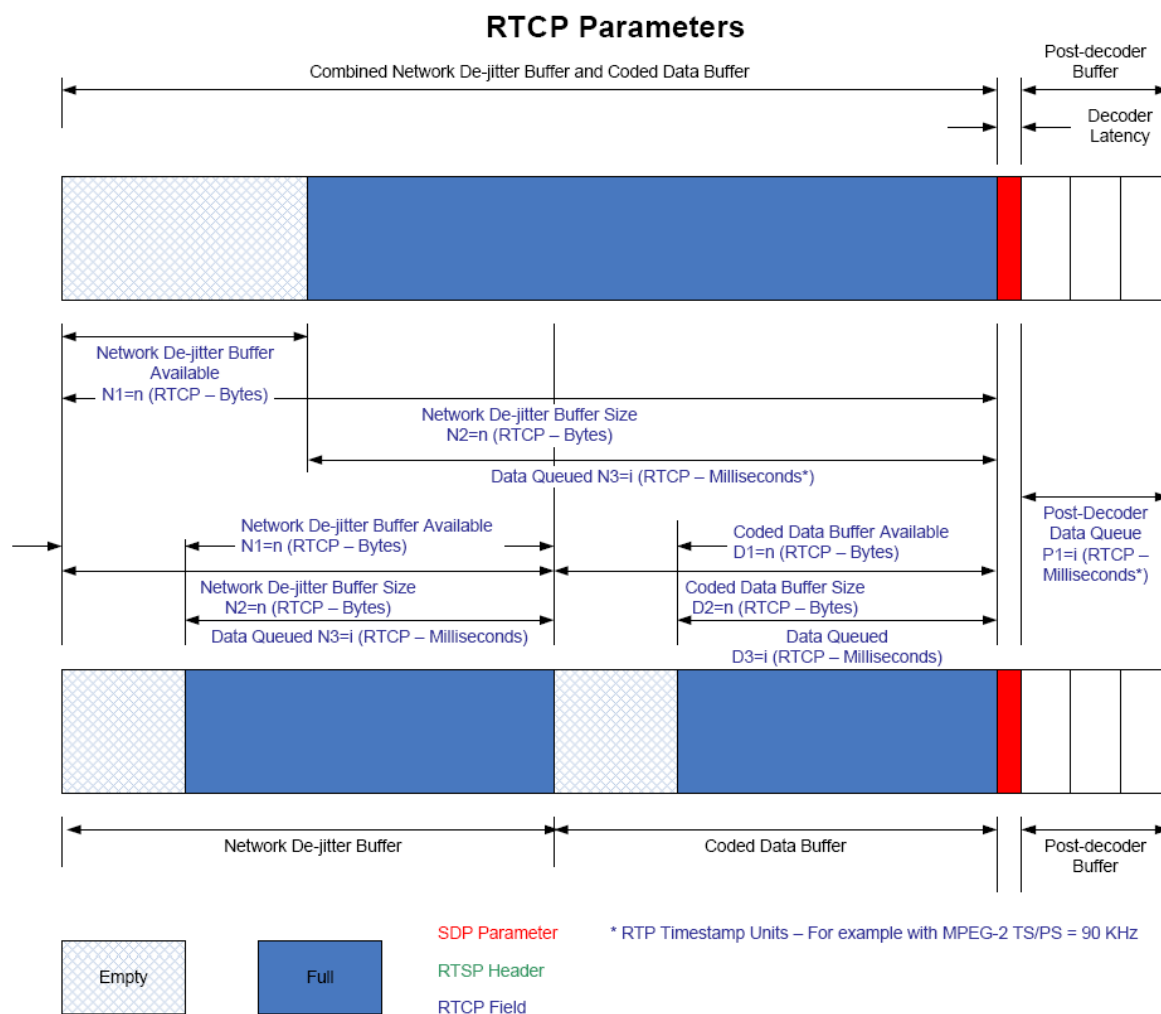 RTCP Parameters
Combined Network De-jitter Buffer and Coded Data Buffer
Post-decoder
Buffer
Decoder
Latency
Network De-jitter Buffer
Available
N1=n (RTCP – Bytes)
Network De-jitter Buffer Size
N2=n (RTCP – Bytes)
Data Queued N3=i (RTCP – Milliseconds*)
Network De-jitter Buffer Available
N1=n (RTCP – Bytes)
Coded Data Buffer Available
D1=n (RTCP – Bytes)
Post-Decoder
Data Queue
P1=i (RTCP –
Milliseconds*)
Network De-jitter Buffer Size
N2=n (RTCP – Bytes)
Coded Data Buffer Size
D2=n (RTCP – Bytes)
Data Queued N3=i (RTCP – Milliseconds)
Data Queued
D3=i (RTCP – Milliseconds)
Network De-jitter Buffer
Coded Data Buffer
Post-decoder
Buffer
Empty
Full
SDP Parameter
RTSP Header
RTCP Field
* RTP Timestamp Units – For example with MPEG-2 TS/PS = 90 KHz